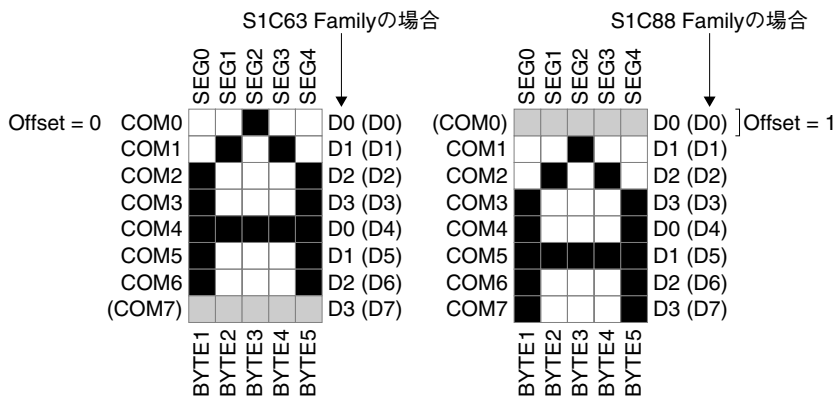 S1C63 Familyの場合
S1C88 Familyの場合
SEG0 SEG1 SEG2 SEG3 SEG4
SEG0 SEG1 SEG2 SEG3 SEG4
Offset = 0 COM0 D0 (D0)
COM1 D1 (D1)
COM2 D2 (D2)
COM3 D3 (D3)
COM4 D0 (D4)
COM5 D1 (D5)
COM6 D2 (D6)
(COM7) D3 (D7)
BYTE1 BYTE2 BYTE3 BYTE4 BYTE5
(COM0) D0 (D0) Offset = 1
COM1 D1 (D1)
COM2 D2 (D2)
COM3 D3 (D3)
COM4 D0 (D4)
COM5 D1 (D5)
COM6 D2 (D6)
COM7 D3 (D7)
BYTE1 BYTE2 BYTE3 BYTE4 BYTE5